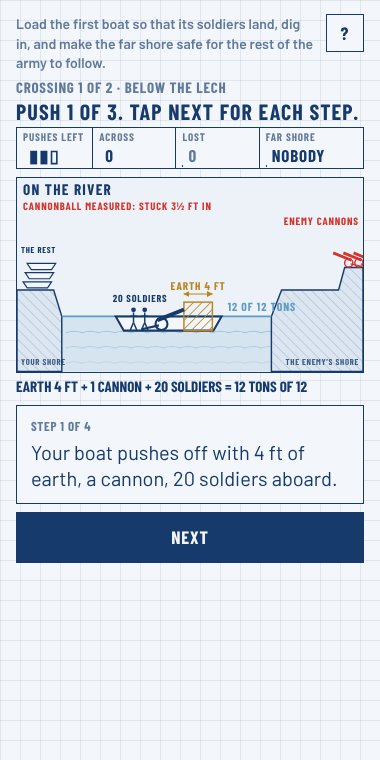 Load the first boat so that its soldiers land, dig
in, and make the far shore safe for the rest of the
army to follow.
?
CROSSING 1 OF 2 · BELOW THE LECH
PUSH 1 OF 3. TAP NEXT FOR EACH STEP.
PUSHES LEFT
ACROSS
0
LOST
0
FAR SHORE
NOBODY
ON THE RIVER
CANNONBALL MEASURED: STUCK 3½ FT IN
ENEMY CANNONS
THE REST
EARTH 4 FT
20 SOLDIERS
12 OF 12 TONS
YOUR SHORE
THE ENEMY'S SHORE
EARTH 4 FT + 1 CANNON + 20 SOLDIERS = 12 TONS OF 12
STEP 1 OF 4
Your boat pushes off with 4 ft of
earth, a cannon, 20 soldiers aboard.
NEXT